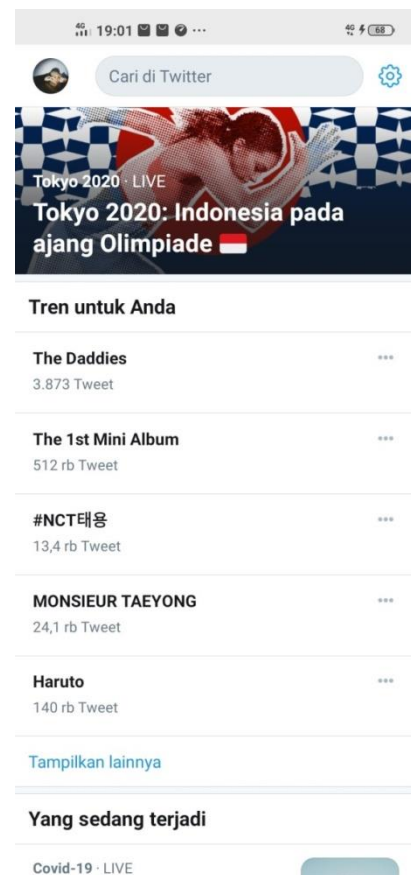 4G 19:01 ... 4G 68
Cari di Twitter
Tokyo 2020 · LIVE
Tokyo 2020: Indonesia pada
ajang Olimpiade 🇮🇩
Tren untuk Anda
The Daddies
3.873 Tweet
The 1st Mini Album
512 rb Tweet
#NCT태용
13,4 rb Tweet
MONSIEUR TAEYONG
24,1 rb Tweet
Haruto
140 rb Tweet
Tampilkan lainnya
Yang sedang terjadi
Covid-19 · LIVE